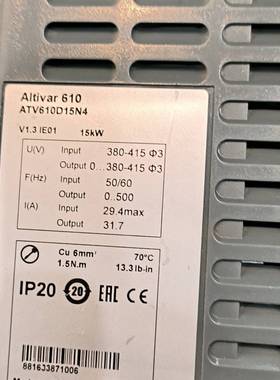 Altivar 610
ATV610D15N4
V1.3 IE01 15kW
U(V) Input 380-415 Φ3
Output 0...380-415 Φ3
F(Hz) Input 50/60
Output 0...500
I(A) Input 29.4max
Output 31.7
Cu 6mm² 70°C
1.5N.m 13.3 lb-in
IP20 20 EAC CE
881633871006